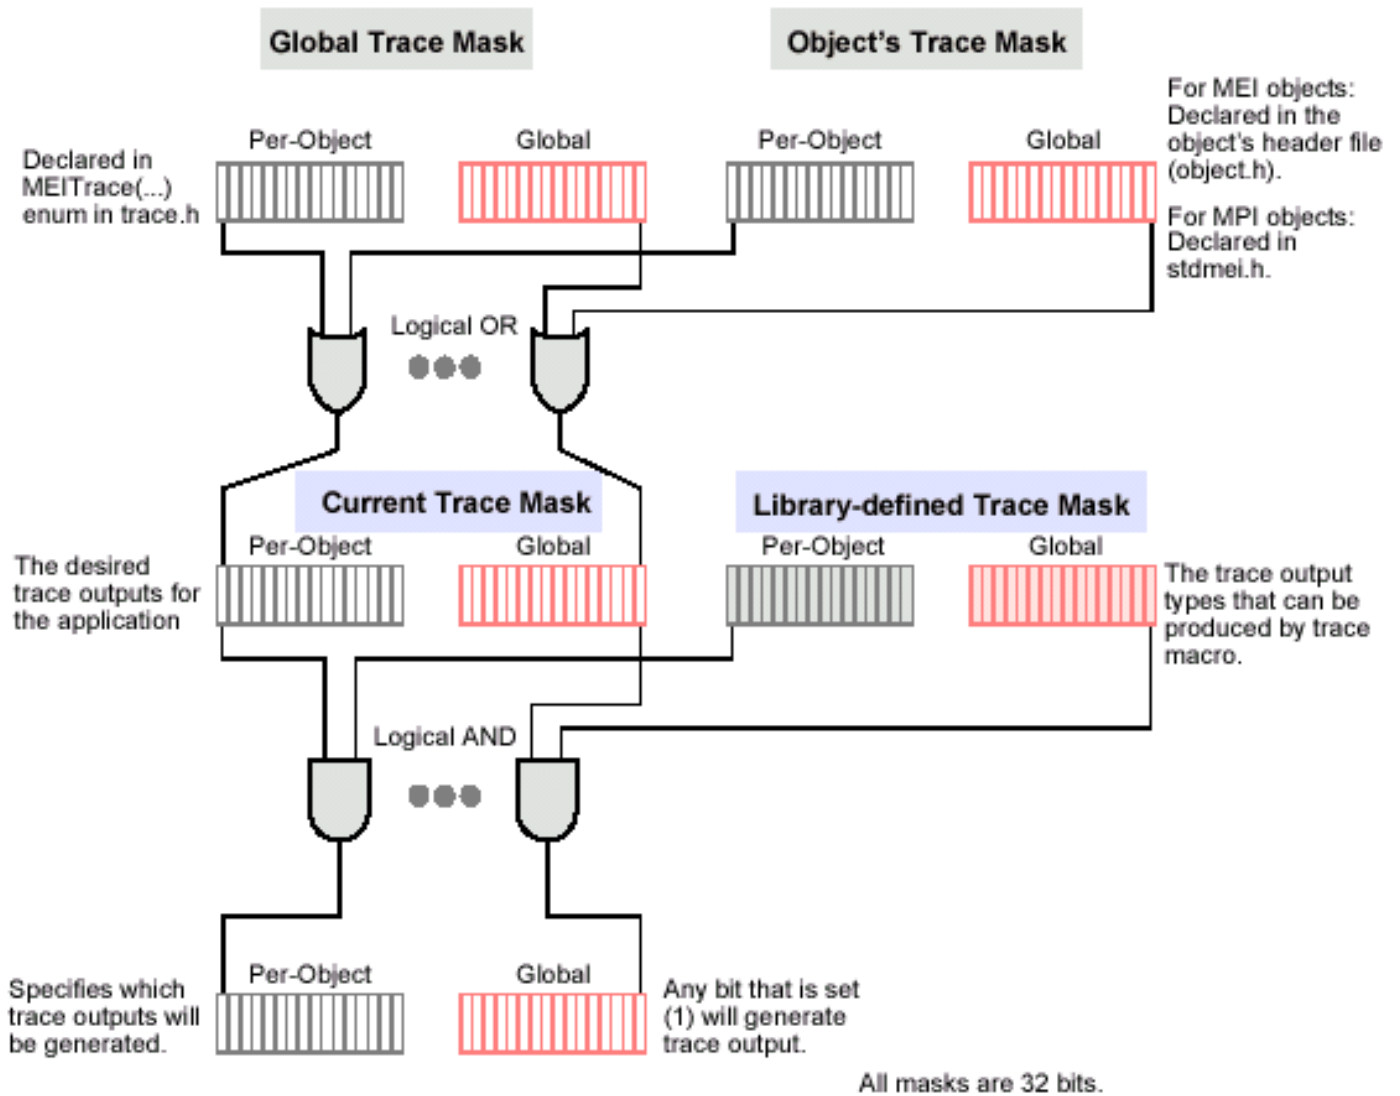 Global Trace Mask
Object's Trace Mask
Per-Object
Global
Per-Object
Global
Declared in
MEITrace(...)
enum in trace.h
For MEI objects:
Declared in the
object's header file
(object.h).
For MPI objects:
Declared in
stdmei.h.
Logical OR
Current Trace Mask
Library-defined Trace Mask
Per-Object
Global
Per-Object
Global
The desired
trace outputs for
the application
The trace output
types that can be
produced by trace
macro.
Logical AND
Per-Object
Global
Specifies which
trace outputs will
be generated.
Any bit that is set
(1) will generate
trace output.
All masks are 32 bits.